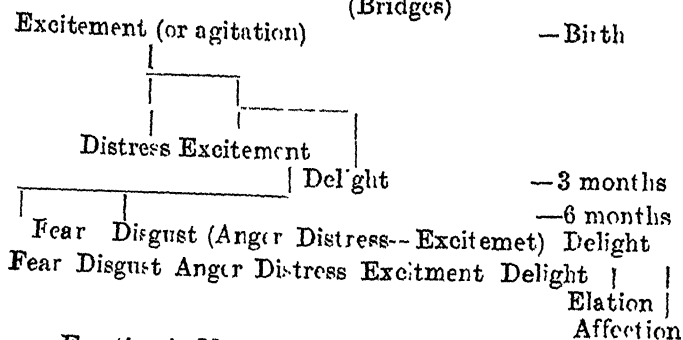 (Bridges)
Excitement (or agitation) —Birth
Distress Excitement
Delight —3 months
—6 months
Fear Disgust (Anger Distress--Excitemet) Delight
Fear Disgust Anger Distress Excitment Delight
Elation
Affection